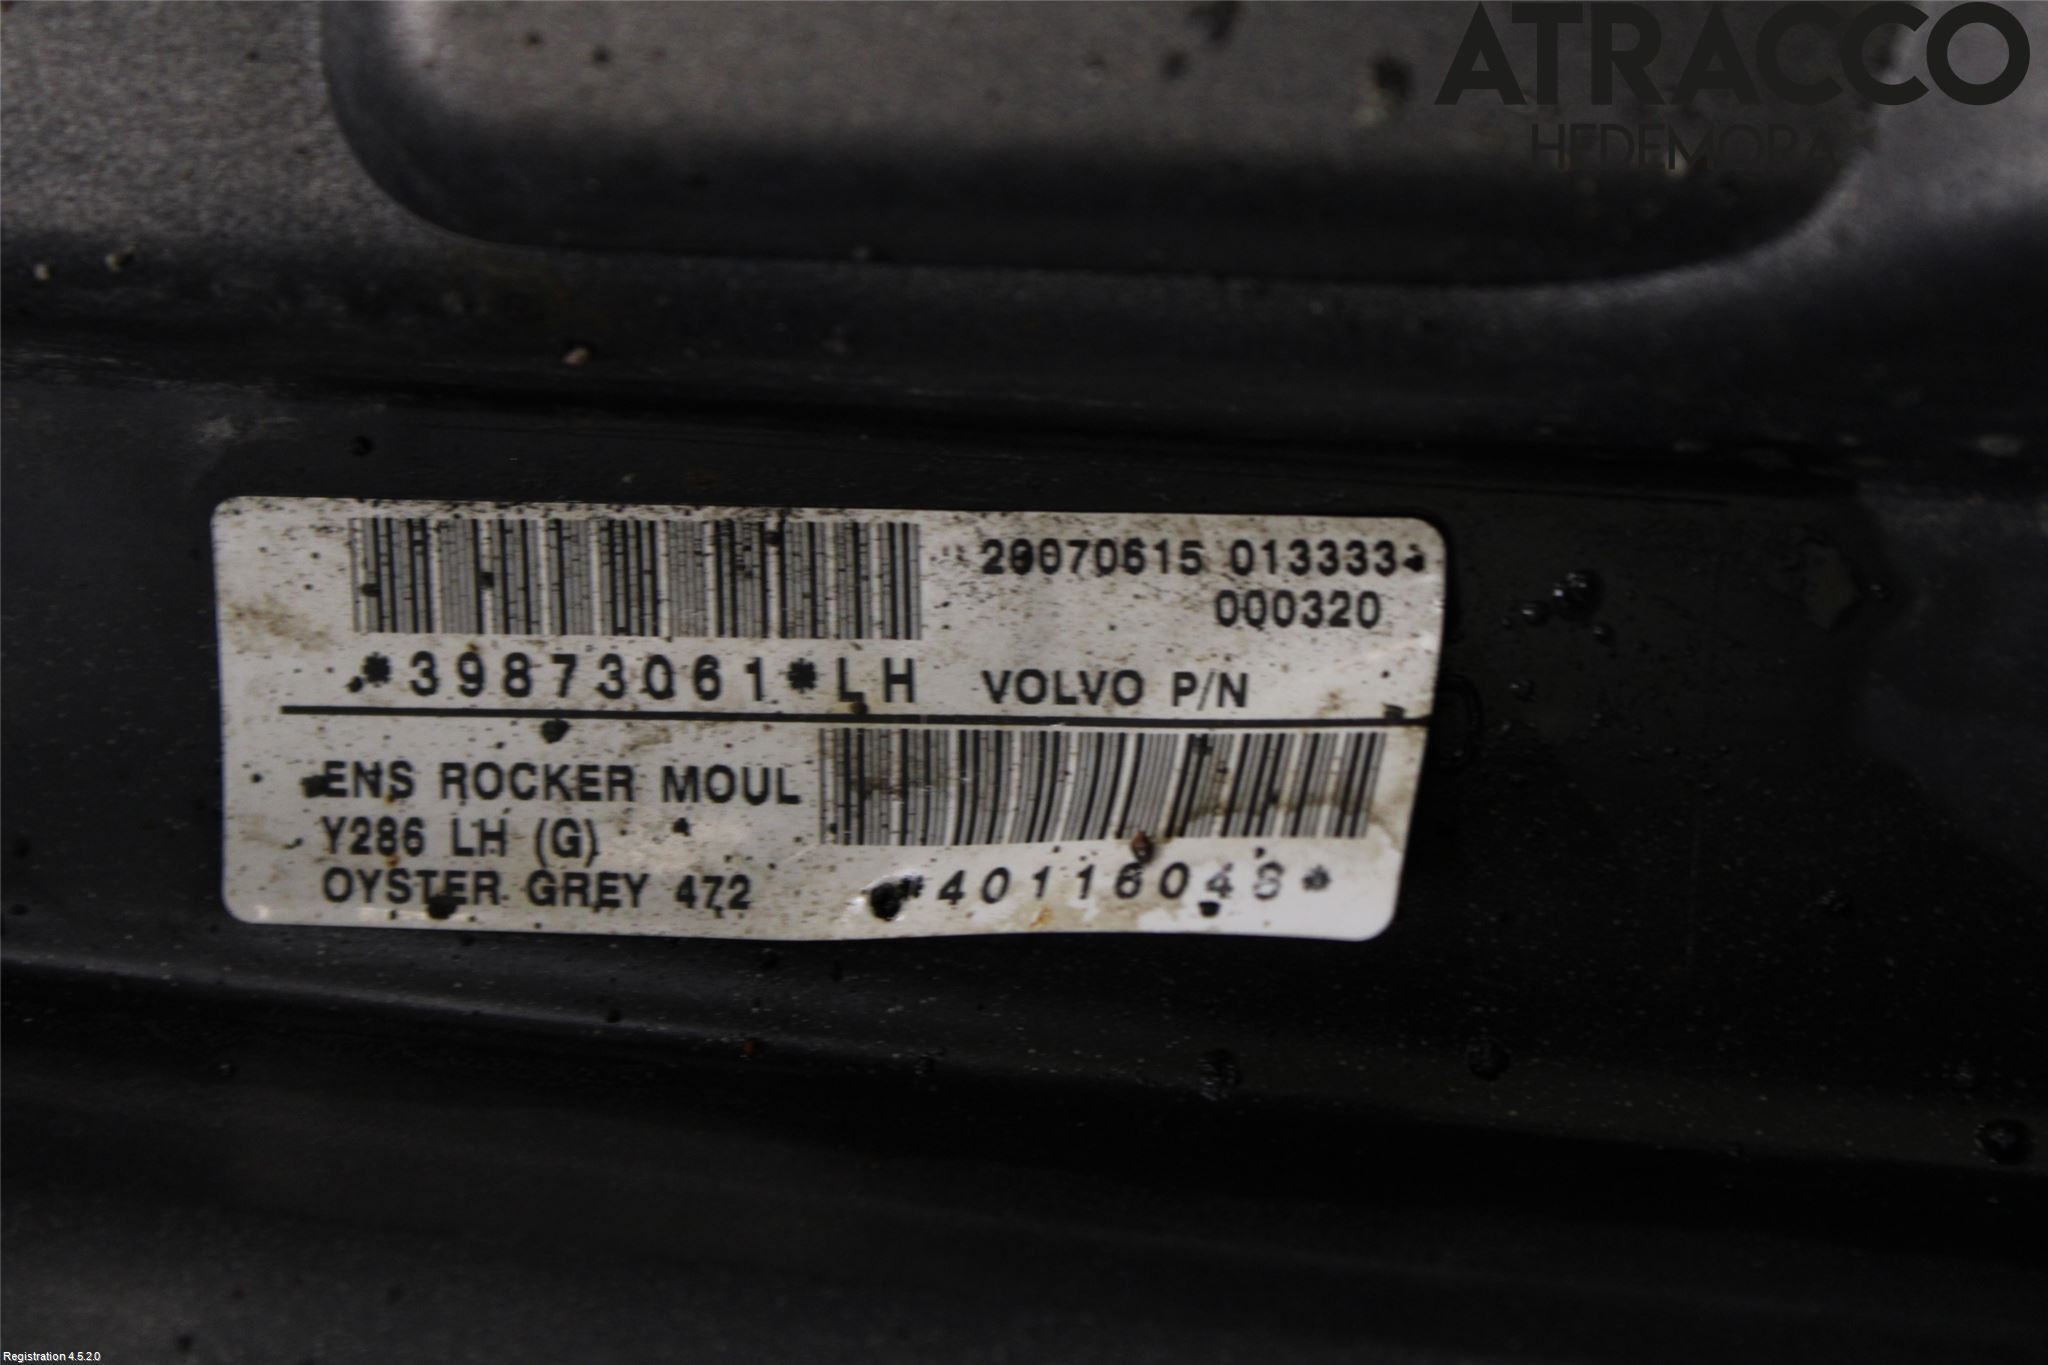 ATRACCO
HEDEMORA
20070615 013333
000320
*39873061*LH VOLVO P/N
ENS ROCKER MOUL
Y286 LH (G)
OYSTER GREY 472
*40116046*
Registration 4.5.2.0